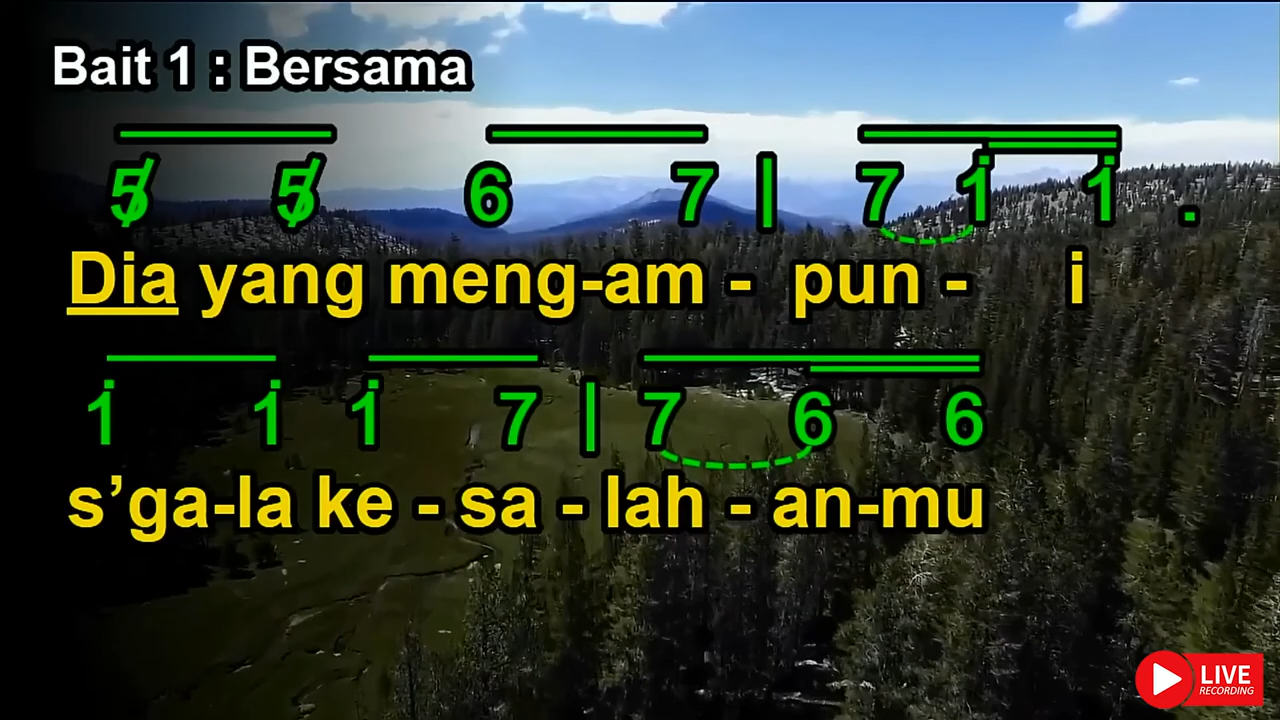 Bait 1 : Bersama
5̸ 5̸ 6 7 | 7 1̇ 1̇ .
Dia yang meng-am - pun - i
1̇ 1̇ 1̇ 7 | 7 6 6
s’ga-la ke - sa - lah - an-mu
LIVE
RECORDING